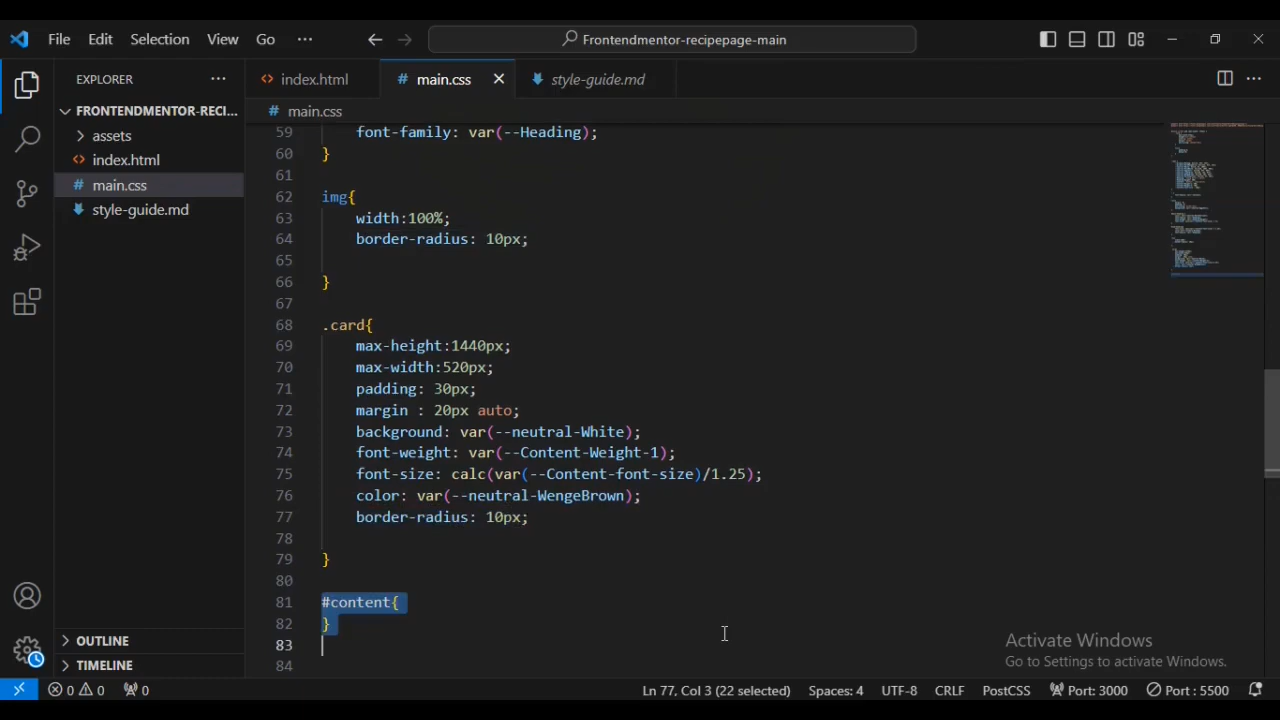 File Edit Selection View Go ··· Frontendmentor-recipepage-main
EXPLORER ···
index.html main.css style-guide.md
FRONTENDMENTOR-RECI...
assets
index.html
main.css
style-guide.md
OUTLINE
TIMELINE
# main.css
59 font-family: var(--Heading);
60 }
61
62 img{
63 width:100%;
64 border-radius: 10px;
65
66 }
67
68 .card{
69 max-height:1440px;
70 max-width:520px;
71 padding: 30px;
72 margin : 20px auto;
73 background: var(--neutral-White);
74 font-weight: var(--Content-Weight-1);
75 font-size: calc(var(--Content-font-size)/1.25);
76 color: var(--neutral-WengeBrown);
77 border-radius: 10px;
78
79 }
80
81 #content{
82 }
83
84
Activate Windows
Go to Settings to activate Windows.
0 0 0 Ln 77, Col 3 (22 selected) Spaces: 4 UTF-8 CRLF PostCSS Port: 3000 Port : 5500